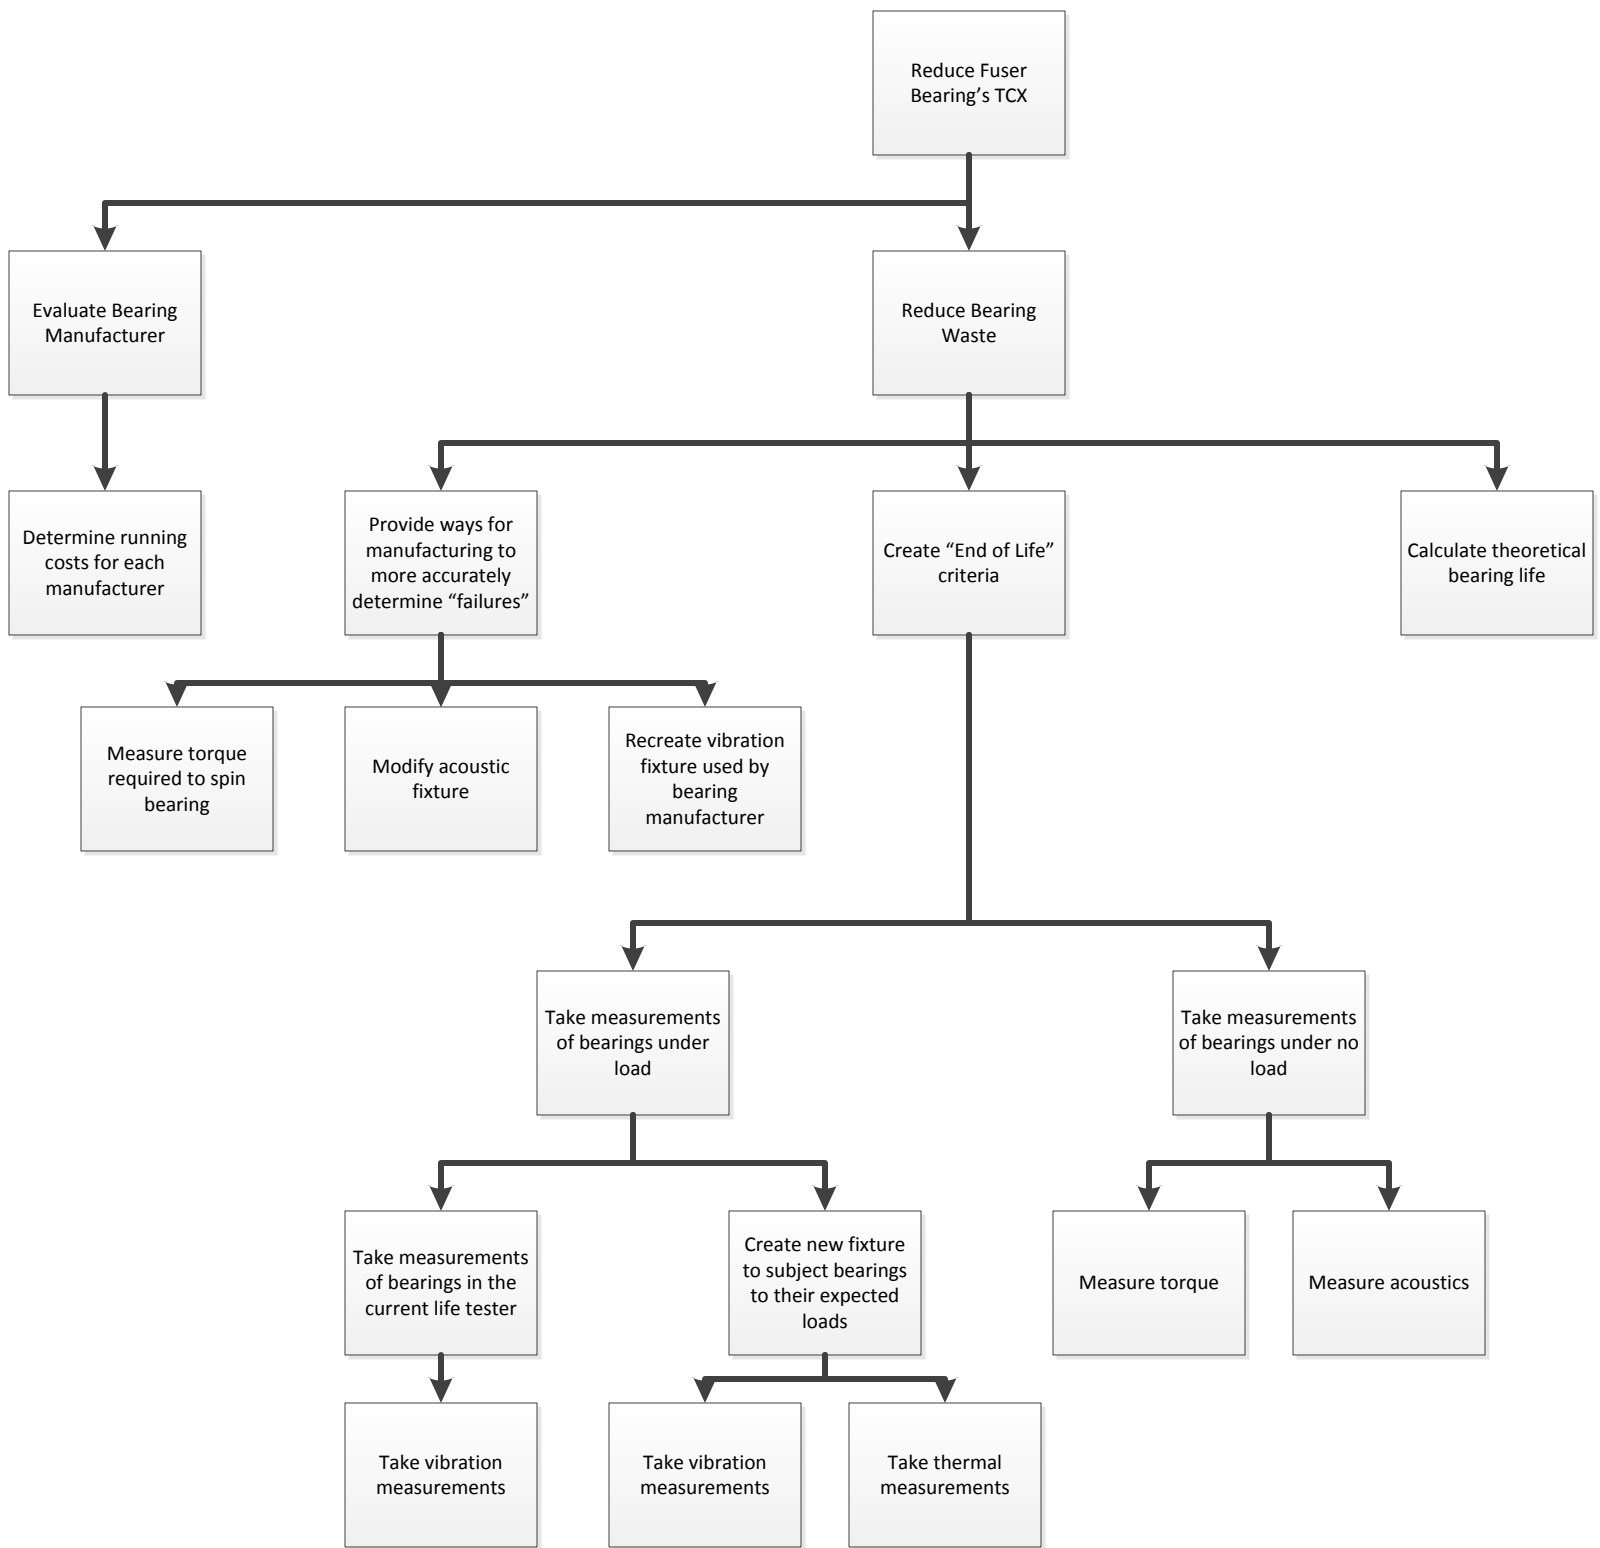 Reduce Fuser
Bearing’s TCX
Evaluate Bearing
Manufacturer
Reduce Bearing
Waste
Determine running
costs for each
manufacturer
Provide ways for
manufacturing to
more accurately
determine “failures”
Create “End of Life”
criteria
Calculate theoretical
bearing life
Measure torque
required to spin
bearing
Modify acoustic
fixture
Recreate vibration
fixture used by
bearing
manufacturer
Take measurements
of bearings under
load
Take measurements
of bearings under no
load
Take measurements
of bearings in the
current life tester
Create new fixture
to subject bearings
to their expected
loads
Measure torque
Measure acoustics
Take vibration
measurements
Take vibration
measurements
Take thermal
measurements